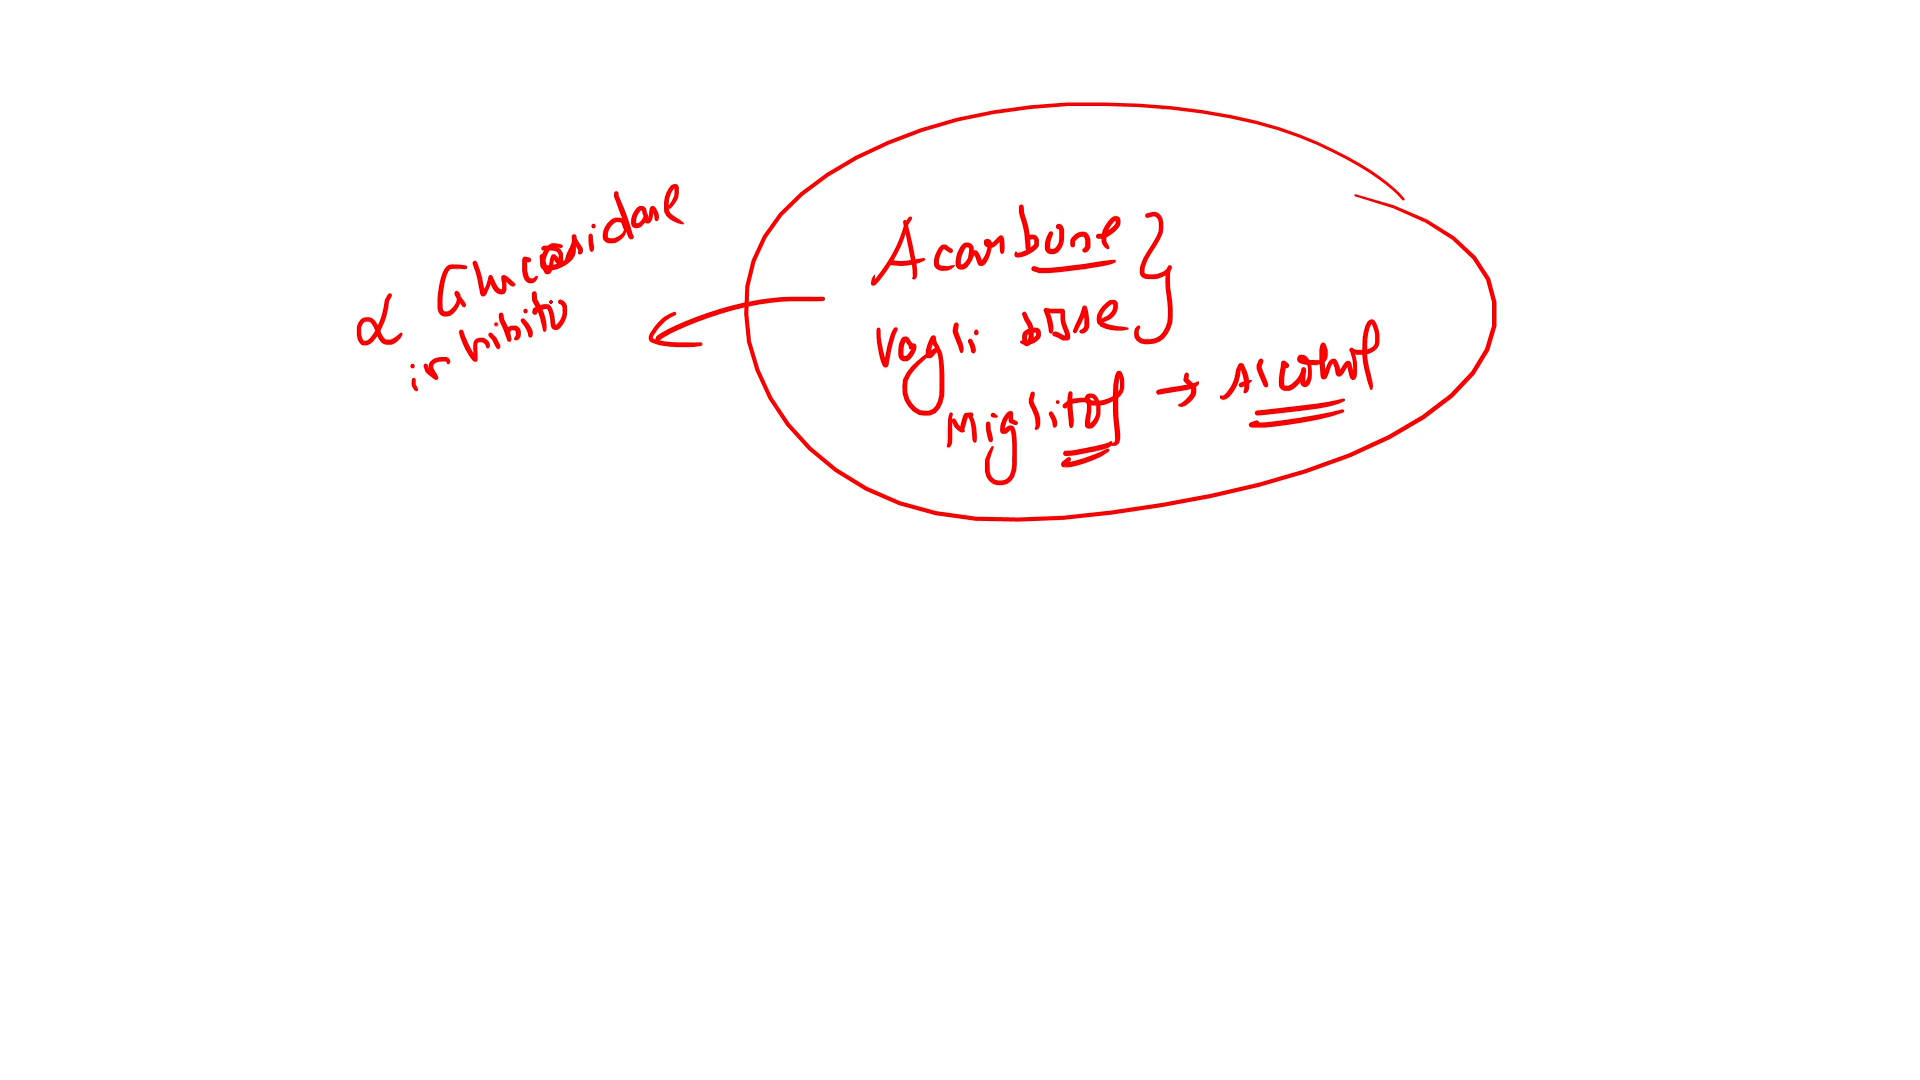 α Glucosidase
inhibitor
Acarbose }
Voglibose
Miglitol → Alcohol